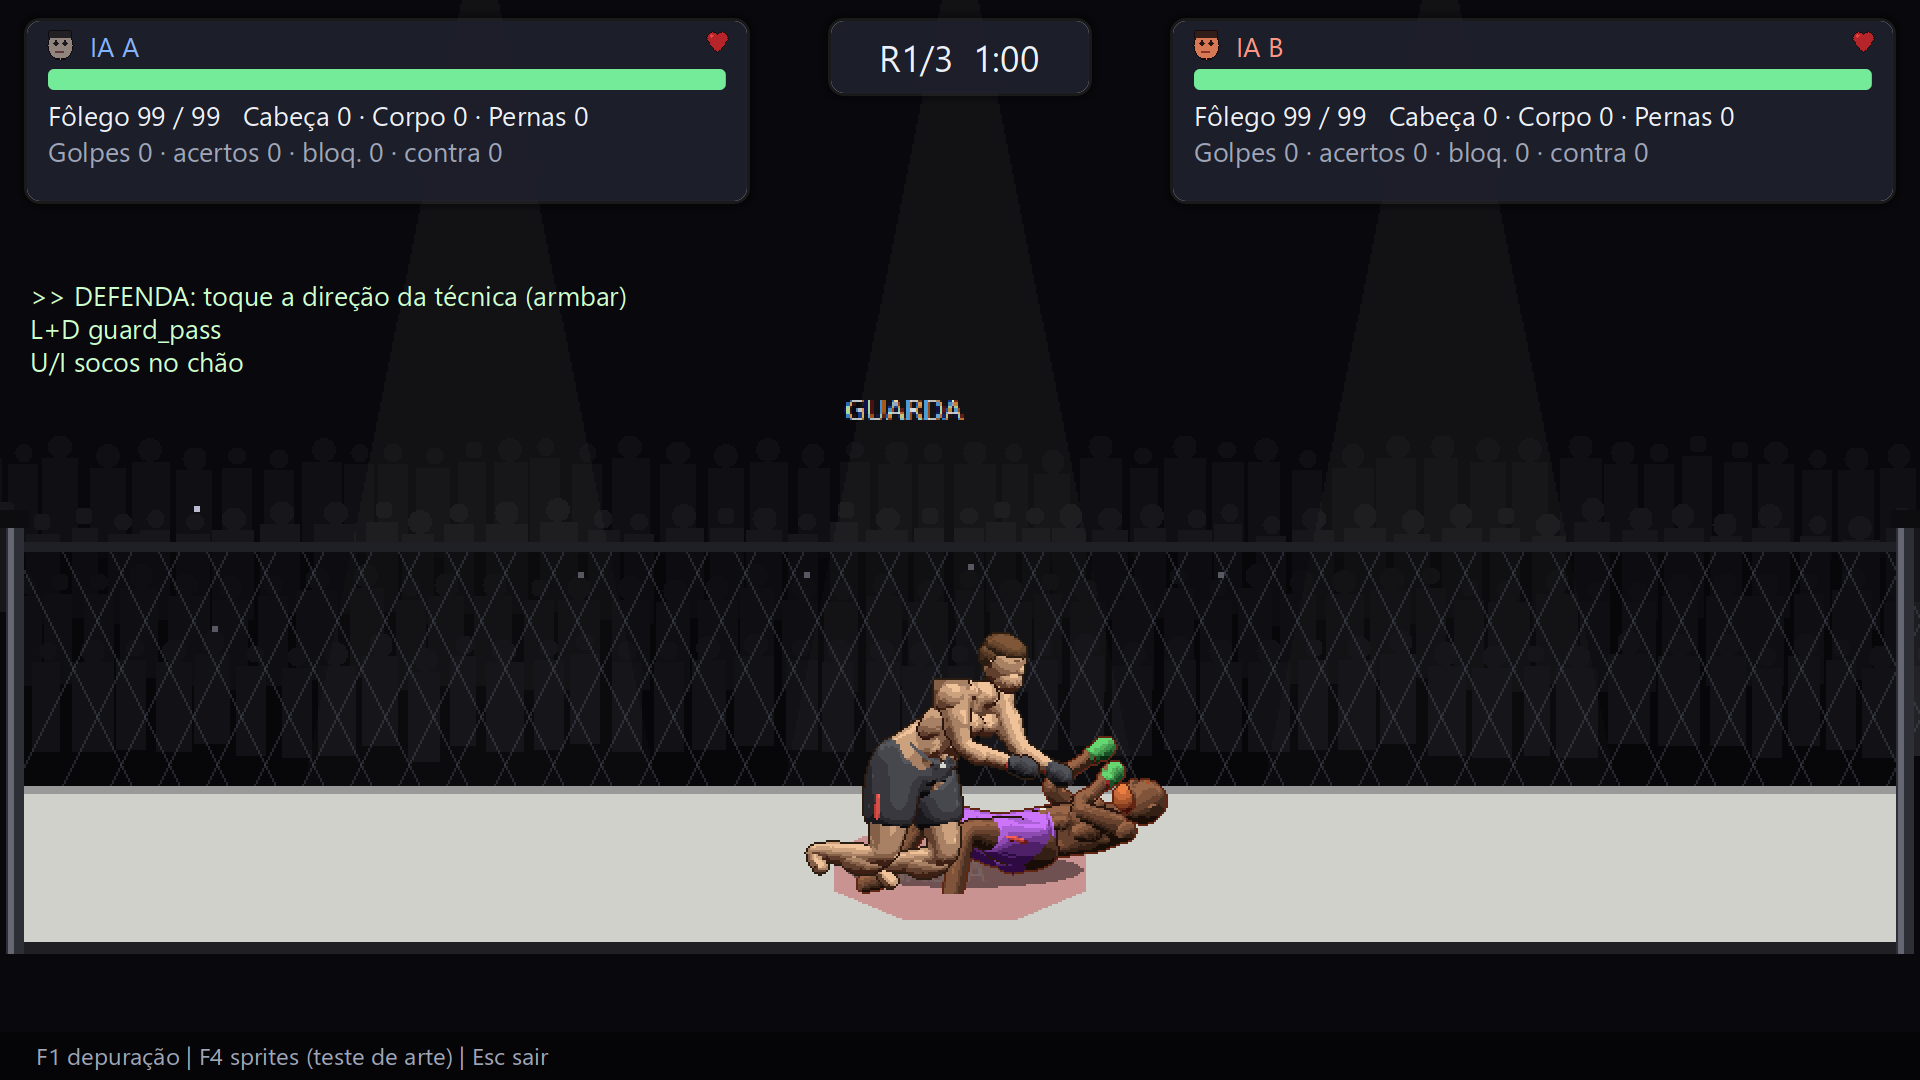 IA A
Fôlego 99 / 99 Cabeça 0 · Corpo 0 · Pernas 0
Golpes 0 · acertos 0 · bloq. 0 · contra 0
R1/3 1:00
IA B
Fôlego 99 / 99 Cabeça 0 · Corpo 0 · Pernas 0
Golpes 0 · acertos 0 · bloq. 0 · contra 0
>> DEFENDA: toque a direção da técnica (armbar)
L+D guard_pass
U/I socos no chão
GUARDA
F1 depuração | F4 sprites (teste de arte) | Esc sair